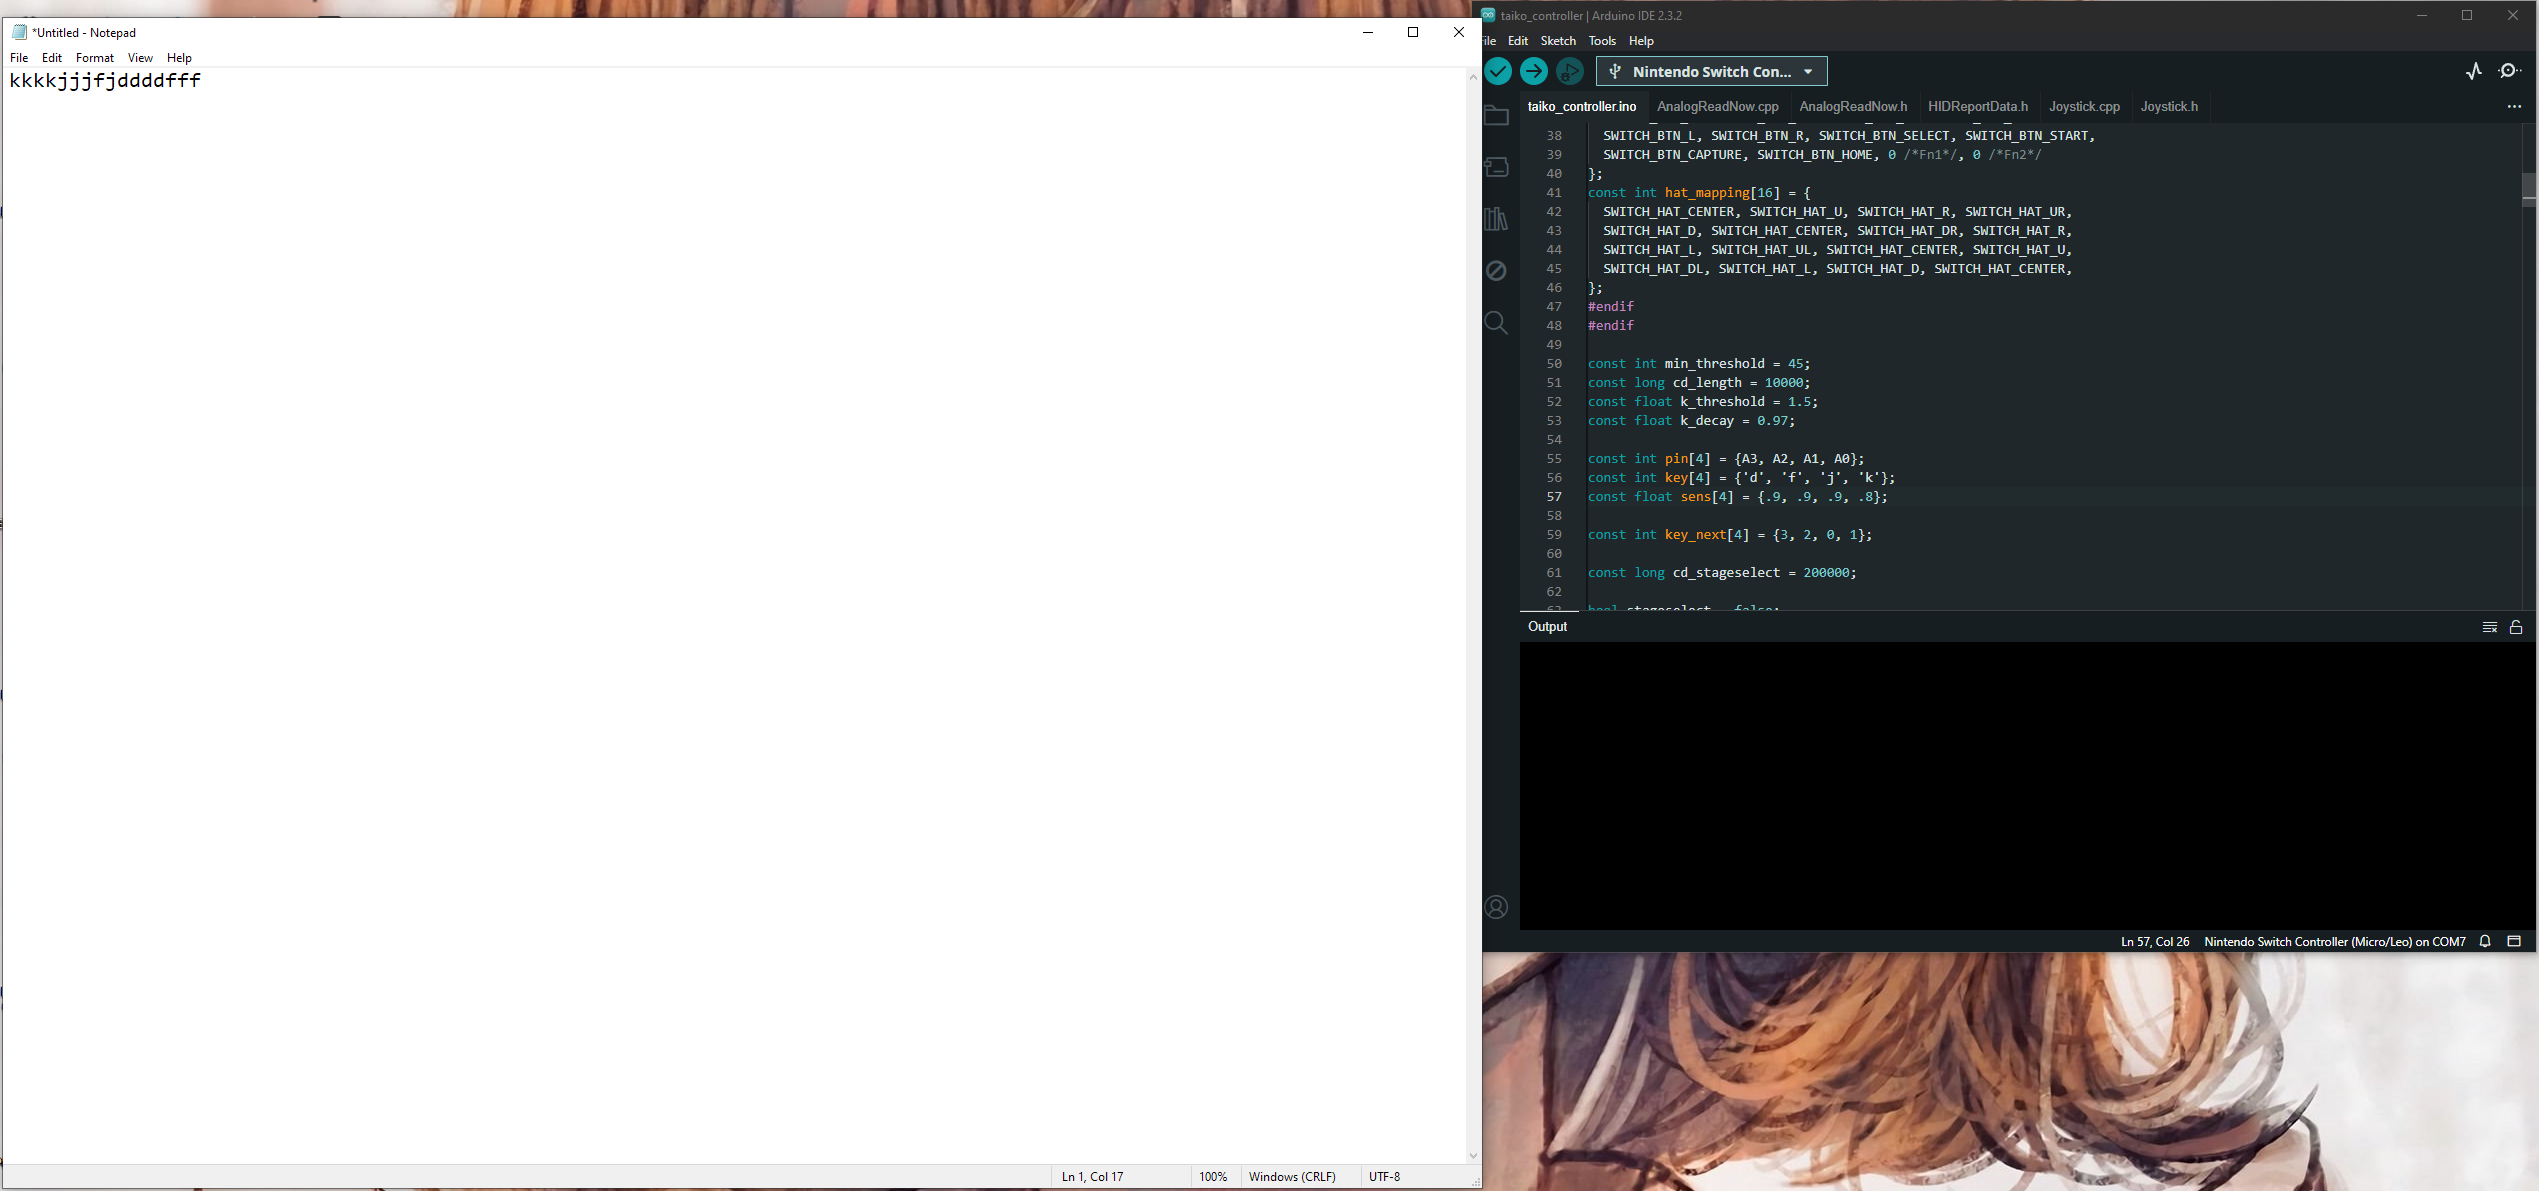 *Untitled - Notepad
File Edit Format View Help
kkkkjjjfjddddfff
Ln 1, Col 17 100% Windows (CRLF) UTF-8
taiko_controller | Arduino IDE 2.3.2
Edit Sketch Tools Help
Nintendo Switch Con...
taiko_controller.ino AnalogReadNow.cpp AnalogReadNow.h HIDReportData.h Joystick.cpp Joystick.h
38 SWITCH_BTN_L, SWITCH_BTN_R, SWITCH_BTN_SELECT, SWITCH_BTN_START,
39 SWITCH_BTN_CAPTURE, SWITCH_BTN_HOME, 0 /*Fn1*/, 0 /*Fn2*/
40 };
41 const int hat_mapping[16] = {
42 SWITCH_HAT_CENTER, SWITCH_HAT_U, SWITCH_HAT_R, SWITCH_HAT_UR,
43 SWITCH_HAT_D, SWITCH_HAT_CENTER, SWITCH_HAT_DR, SWITCH_HAT_R,
44 SWITCH_HAT_L, SWITCH_HAT_UL, SWITCH_HAT_CENTER, SWITCH_HAT_U,
45 SWITCH_HAT_DL, SWITCH_HAT_L, SWITCH_HAT_D, SWITCH_HAT_CENTER,
46 };
47 #endif
48 #endif
49
50 const int min_threshold = 45;
51 const long cd_length = 10000;
52 const float k_threshold = 1.5;
53 const float k_decay = 0.97;
54
55 const int pin[4] = {A3, A2, A1, A0};
56 const int key[4] = {'d', 'f', 'j', 'k'};
57 const float sens[4] = {.9, .9, .9, .8};
58
59 const int key_next[4] = {3, 2, 0, 1};
60
61 const long cd_stageselect = 200000;
62
Output
Ln 57, Col 26 Nintendo Switch Controller (Micro/Leo) on COM7